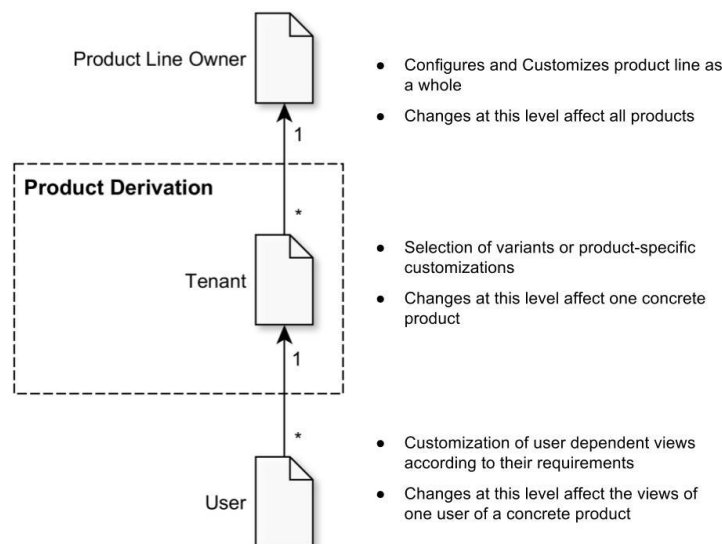 Product Line Owner
● Configures and Customizes product line as
a whole
● Changes at this level affect all products
1
Product Derivation
*
Tenant
● Selection of variants or product-specific
customizations
● Changes at this level affect one concrete
product
1
*
User
● Customization of user dependent views
according to their requirements
● Changes at this level affect the views of
one user of a concrete product